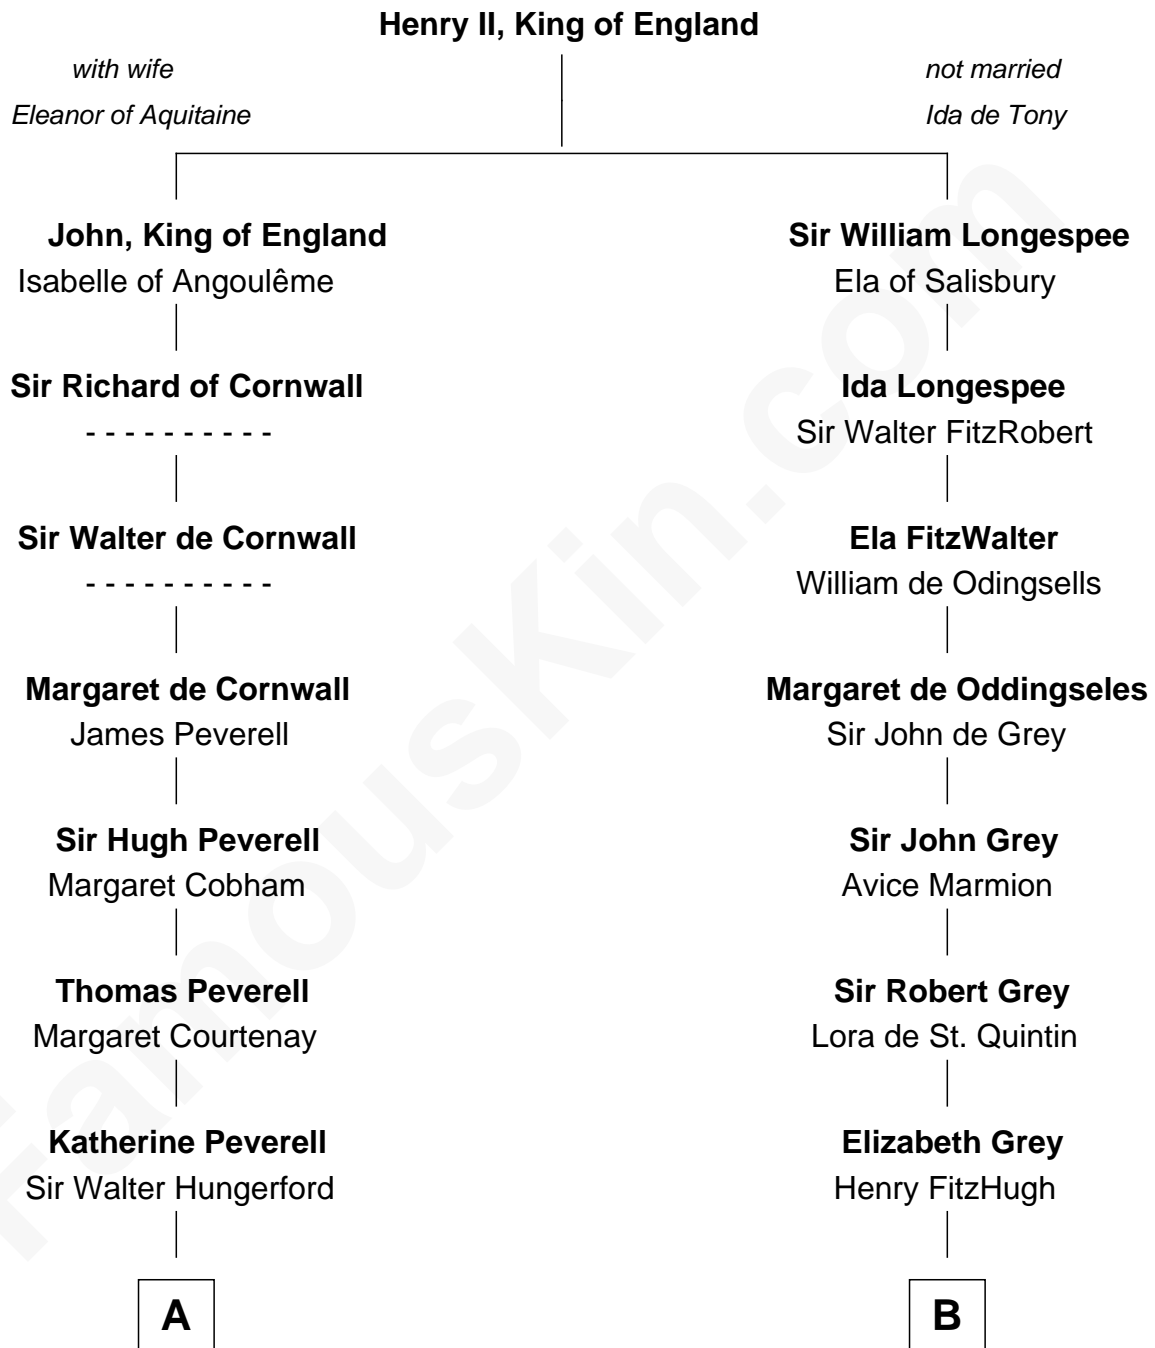 Henry II, King of England
with wife
Eleanor of Aquitaine
not married
Ida de Tony
John, King of England
Isabelle of Angoulême
Sir William Longespee
Ela of Salisbury
Sir Richard of Cornwall
- - - - - - - - - -
Ida Longespee
Sir Walter FitzRobert
Sir Walter de Cornwall
- - - - - - - - - -
Ela FitzWalter
William de Odingsells
Margaret de Cornwall
James Peverell
Margaret de Oddingseles
Sir John de Grey
Sir Hugh Peverell
Margaret Cobham
Sir John Grey
Avice Marmion
Thomas Peverell
Margaret Courtenay
Sir Robert Grey
Lora de St. Quintin
Katherine Peverell
Sir Walter Hungerford
Elizabeth Grey
Henry FitzHugh
A
B
FamousKin.com